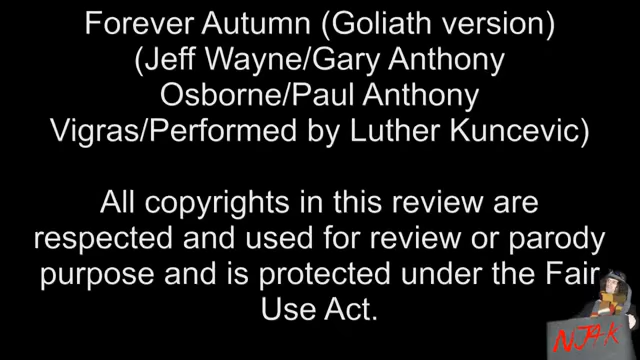 Forever Autumn (Goliath version)
(Jeff Wayne/Gary Anthony
Osborne/Paul Anthony
Vigras/Performed by Luther Kuncevic)
All copyrights in this review are
respected and used for review or parody
purpose and is protected under the Fair
Use Act.